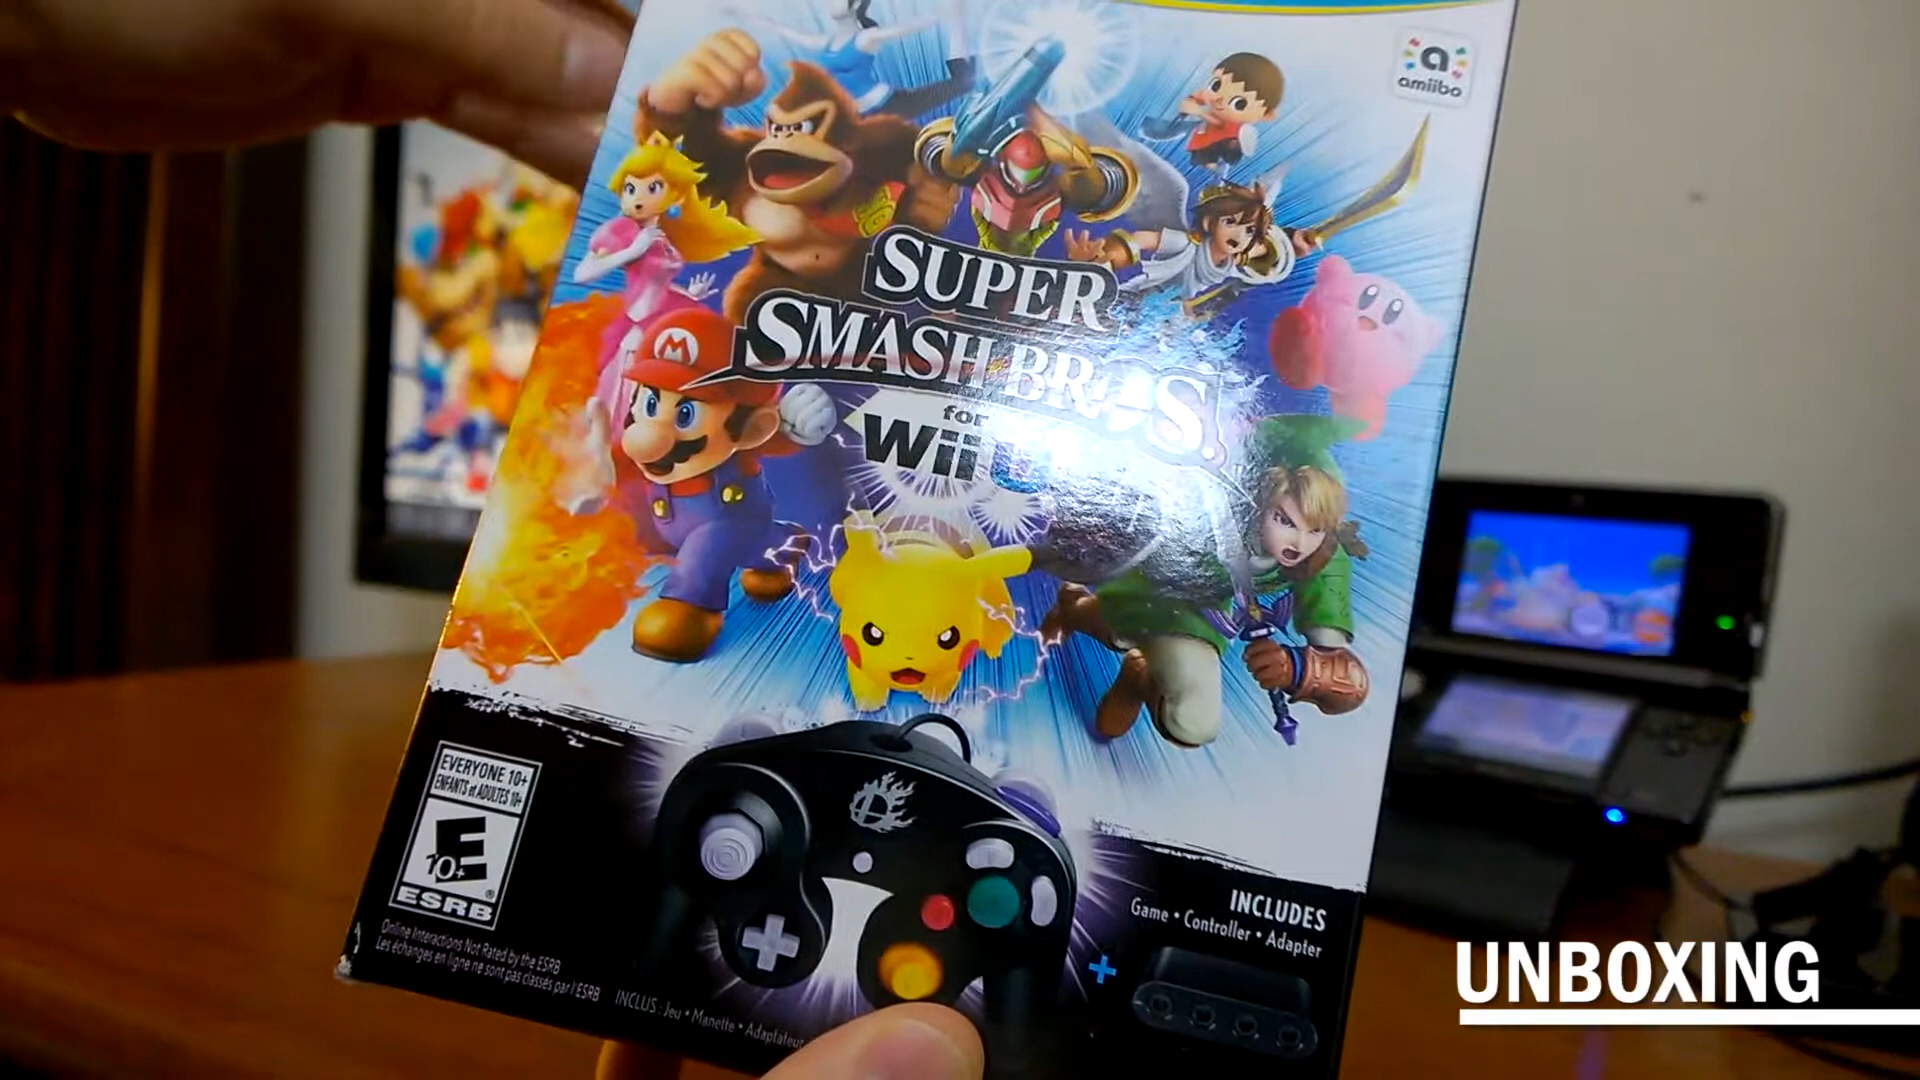 amiibo
SUPER
SMASH BROS.
for
Wii U
EVERYONE 10+
ENFANTS et ADULTES 10+
E
10+
ESRB
Online Interactions Not Rated by the ESRB
Les échanges en ligne ne sont pas classés par l'ESRB
INCLUS : Jeu • Manette • Adaptateur
INCLUDES
Game • Controller • Adapter
+
UNBOXING